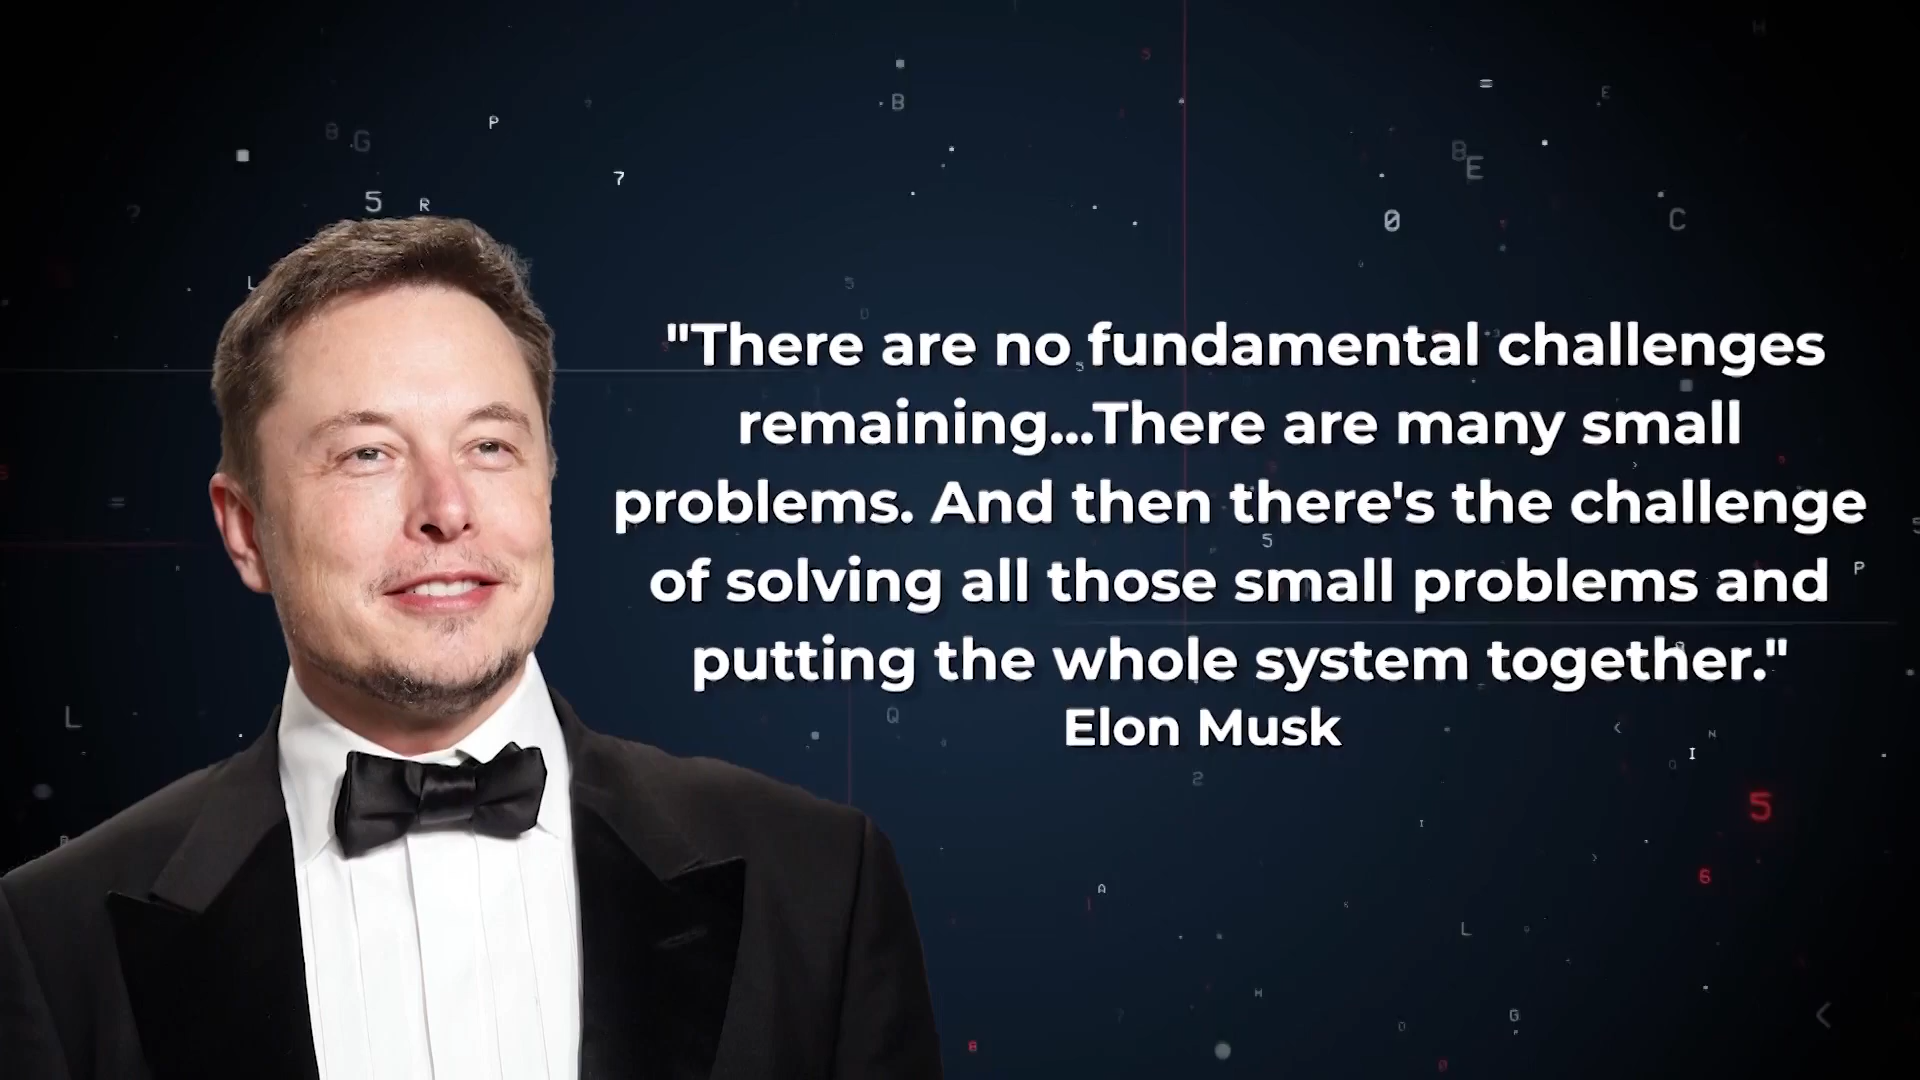 "There are no fundamental challenges
remaining...There are many small
problems. And then there's the challenge
of solving all those small problems and
putting the whole system together."
Elon Musk